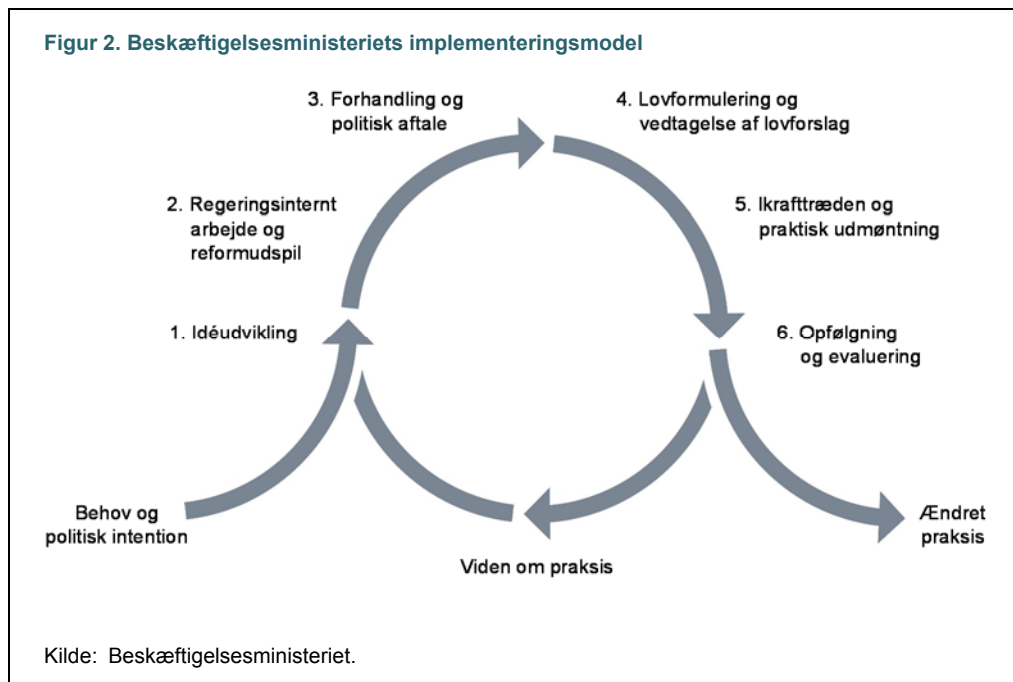 Figur 2. Beskæftigelsesministeriets implementeringsmodel
3. Forhandling og
politisk aftale
4. Lovformulering og
vedtagelse af lovforslag
2. Regeringsinternt
arbejde og
reformudspil
5. Ikrafttræden og
praktisk udmøntning
1. Idéudvikling
6. Opfølgning
og evaluering
Behov og
politisk intention
Ændret
praksis
Viden om praksis
Kilde: Beskæftigelsesministeriet.